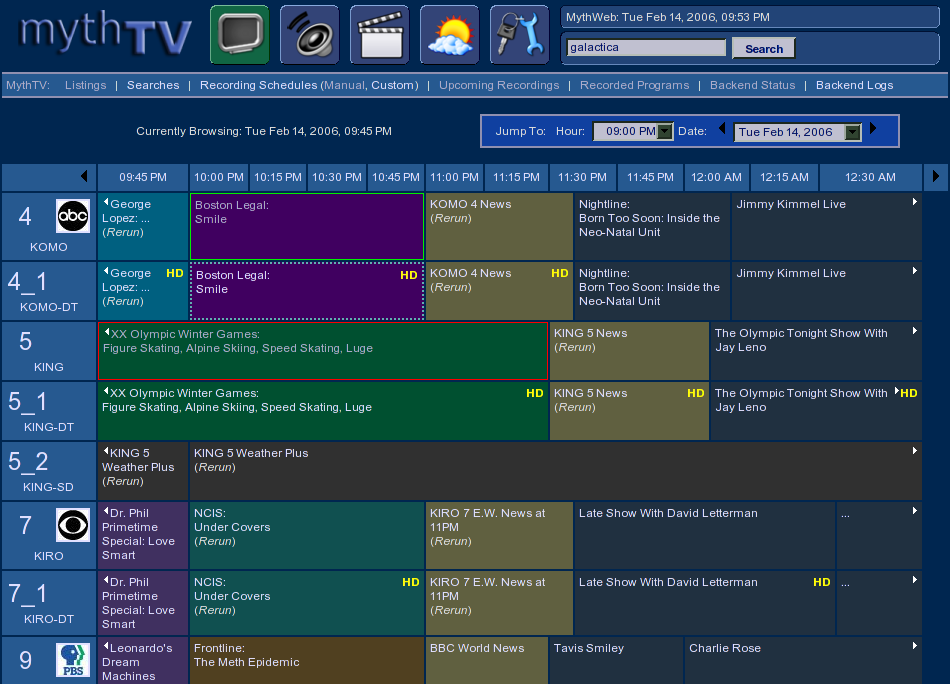 mythTV
MythWeb: Tue Feb 14, 2006, 09:53 PM
galactica Search
MythTV: Listings | Searches | Recording Schedules (Manual, Custom) | Upcoming Recordings | Recorded Programs | Backend Status | Backend Logs
Currently Browsing: Tue Feb 14, 2006, 09:45 PM
Jump To: Hour: 09:00 PM Date: Tue Feb 14, 2006
09:45 PM 10:00 PM 10:15 PM 10:30 PM 10:45 PM 11:00 PM 11:15 PM 11:30 PM 11:45 PM 12:00 AM 12:15 AM 12:30 AM
4 abc
KOMO
George
Lopez: ...
(Rerun)
Boston Legal:
Smile
KOMO 4 News
(Rerun)
Nightline:
Born Too Soon: Inside the
Neo-Natal Unit
Jimmy Kimmel Live
4_1
KOMO-DT
George HD
Lopez: ...
(Rerun)
Boston Legal: HD
Smile
KOMO 4 News HD
(Rerun)
Nightline:
Born Too Soon: Inside the
Neo-Natal Unit
Jimmy Kimmel Live
5
KING
XX Olympic Winter Games:
Figure Skating, Alpine Skiing, Speed Skating, Luge
KING 5 News
(Rerun)
The Olympic Tonight Show With
Jay Leno
5_1
KING-DT
XX Olympic Winter Games: HD
Figure Skating, Alpine Skiing, Speed Skating, Luge
KING 5 News HD
(Rerun)
The Olympic Tonight Show With HD
Jay Leno
5_2
KING-SD
KING 5
Weather Plus
(Rerun)
KING 5 Weather Plus
(Rerun)
7
KIRO
Dr. Phil
Primetime
Special: Love
Smart
NCIS:
Under Covers
(Rerun)
KIRO 7 E.W. News at
11PM
(Rerun)
Late Show With David Letterman
...
7_1
KIRO-DT
Dr. Phil
Primetime
Special: Love
Smart
NCIS: HD
Under Covers
(Rerun)
KIRO 7 E.W. News at
11PM
(Rerun)
Late Show With David Letterman HD
...
9 PBS
Leonardo's
Dream
Machines
Frontline:
The Meth Epidemic
BBC World News
Tavis Smiley
Charlie Rose